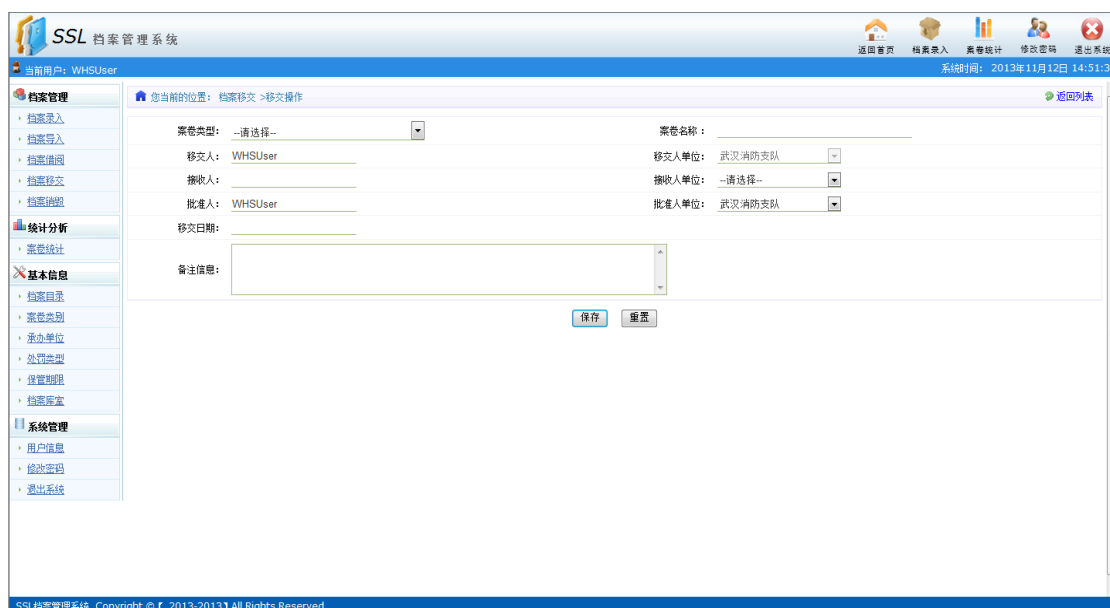 SSL 档案管理系统
返回首页 档案录入 案卷统计 修改密码 退出系统
当前用户: WHSUser 系统时间: 2013年11月12日 14:51:3
档案管理
您当前的位置: 档案移交 >移交操作 返回列表
档案录入
档案导入
档案借阅
档案移交
档案销毁
统计分析
案卷统计
基本信息
档案目录
案卷类别
承办单位
处罚类型
保管期限
档案库室
系统管理
用户信息
修改密码
退出系统
案卷类型: --请选择-- 案卷名称:
移交人: WHSUser 移交人单位: 武汉消防支队
接收人: 接收人单位: --请选择--
批准人: WHSUser 批准人单位: 武汉消防支队
移交日期:
备注信息:
保存 重置
SSL档案管理系统 Copyright ©【 2013-2013】All Rights Reserved